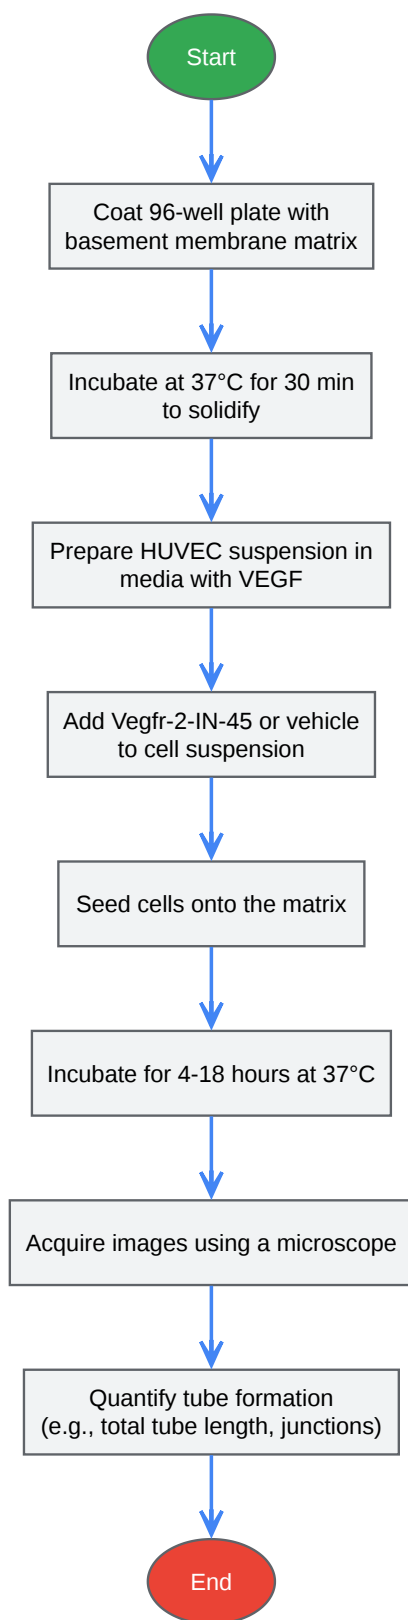 Start
Coat 96-well plate with
basement membrane matrix
Incubate at 37°C for 30 min
to solidify
Prepare HUVEC suspension in
media with VEGF
Add Vegfr-2-IN-45 or vehicle
to cell suspension
Seed cells onto the matrix
Incubate for 4-18 hours at 37°C
Acquire images using a microscope
Quantify tube formation
(e.g., total tube length, junctions)
End